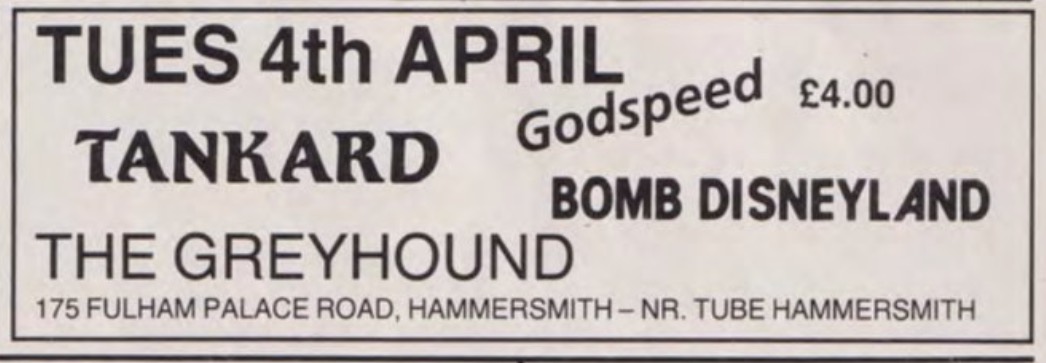 TUES 4th APRIL
Godspeed £4.00
TANKARD
BOMB DISNEYLAND
THE GREYHOUND
175 FULHAM PALACE ROAD, HAMMERSMITH – NR. TUBE HAMMERSMITH